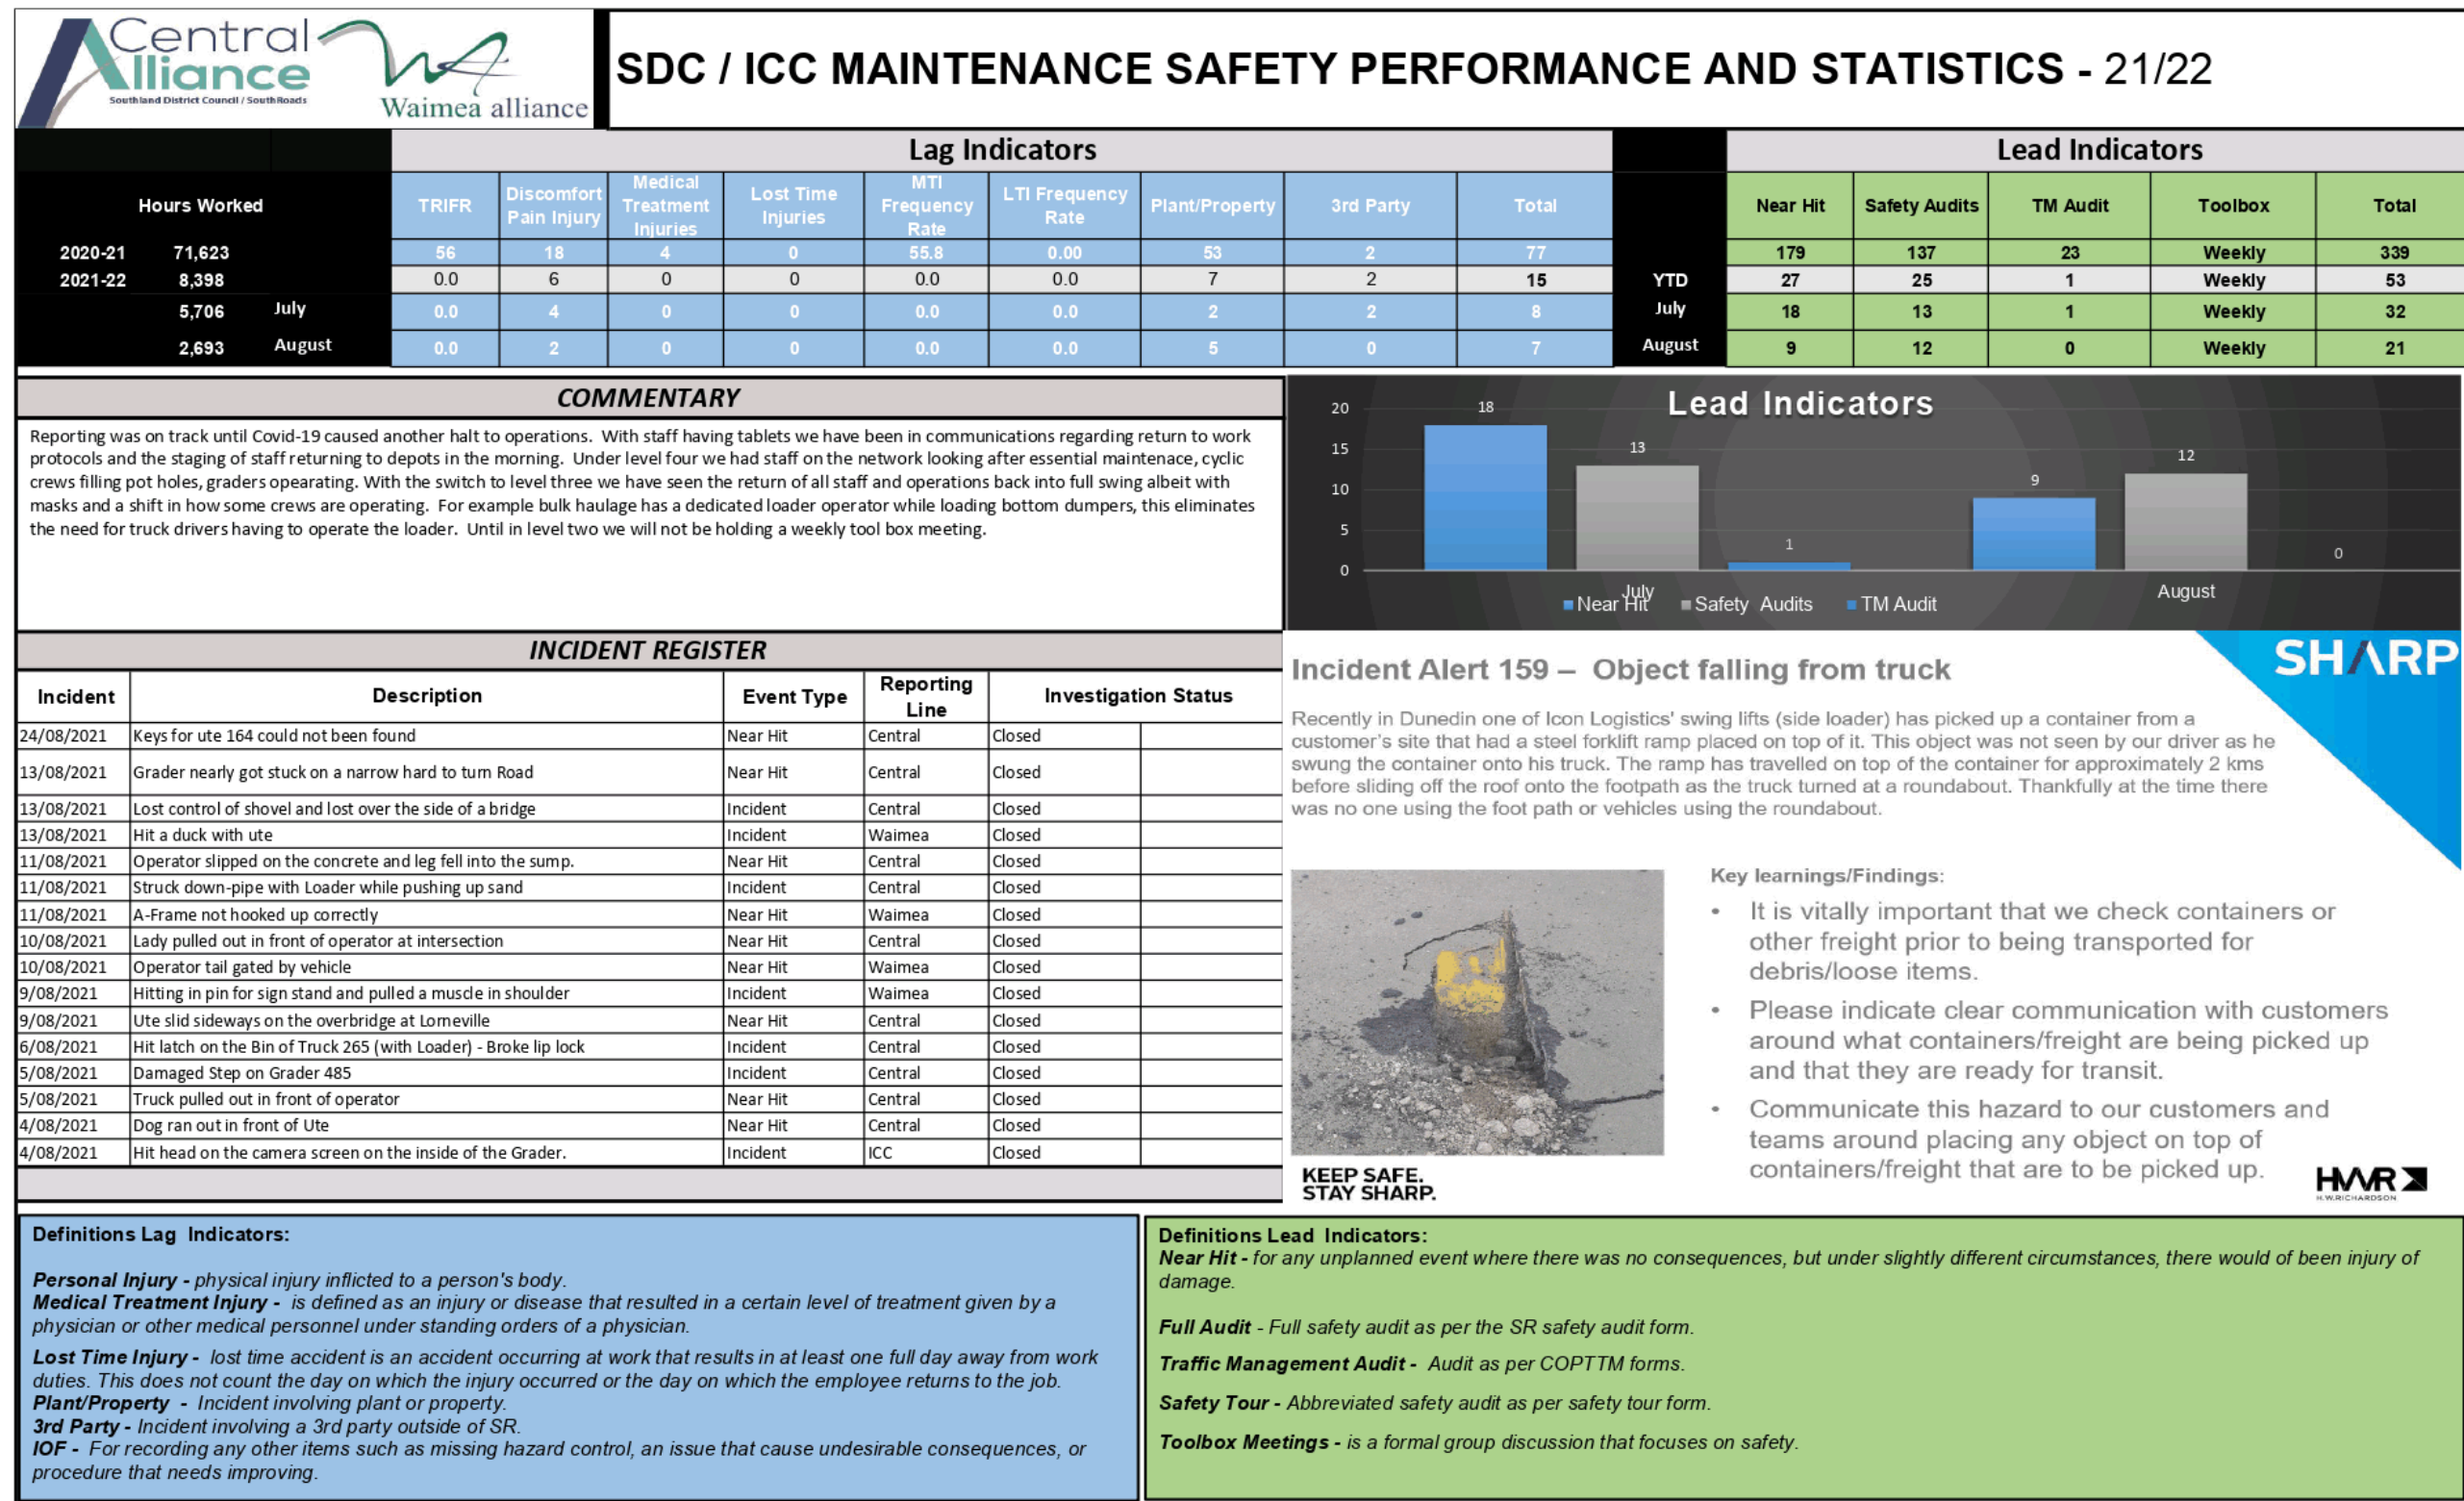 Central
Alliance
Southland District Council / SouthRoads
Waimea alliance
SDC / ICC MAINTENANCE SAFETY PERFORMANCE AND STATISTICS - 21/22
Lag Indicators
Lead Indicators
Hours Worked TRIFR Discomfort Pain Injury Medical Treatment Injuries Lost Time Injuries MTI Frequency Rate LTI Frequency Rate Plant/Property 3rd Party Total Near Hit Safety Audits TM Audit Toolbox Total
2020-21 71,623 56 18 4 0 55.8 0.00 53 2 77 179 137 23 Weekly 339
2021-22 8,398 0.0 6 0 0 0.0 0.0 7 2 15 YTD 27 25 1 Weekly 53
5,706 July 0.0 4 0 0 0.0 0.0 2 2 8 July 18 13 1 Weekly 32
2,693 August 0.0 2 0 0 0.0 0.0 5 0 7 August 9 12 0 Weekly 21
COMMENTARY
Reporting was on track until Covid-19 caused another halt to operations. With staff having tablets we have been in communications regarding return to work
protocols and the staging of staff returning to depots in the morning. Under level four we had staff on the network looking after essential maintenace, cyclic
crews filling pot holes, graders opearating. With the switch to level three we have seen the return of all staff and operations back into full swing albeit with
masks and a shift in how some crews are operating. For example bulk haulage has a dedicated loader operator while loading bottom dumpers, this eliminates
the need for truck drivers having to operate the loader. Until in level two we will not be holding a weekly tool box meeting.
Lead Indicators
20
15
10
5
0
18
13
1
9
12
0
July
August
Near Hit Safety Audits TM Audit
INCIDENT REGISTER
Incident Description Event Type Reporting Line Investigation Status
24/08/2021 Keys for ute 164 could not been found Near Hit Central Closed
13/08/2021 Grader nearly got stuck on a narrow hard to turn Road Near Hit Central Closed
13/08/2021 Lost control of shovel and lost over the side of a bridge Incident Central Closed
13/08/2021 Hit a duck with ute Incident Waimea Closed
11/08/2021 Operator slipped on the concrete and leg fell into the sump. Near Hit Central Closed
11/08/2021 Struck down-pipe with Loader while pushing up sand Incident Central Closed
11/08/2021 A-Frame not hooked up correctly Near Hit Waimea Closed
10/08/2021 Lady pulled out in front of operator at intersection Near Hit Central Closed
10/08/2021 Operator tail gated by vehicle Near Hit Waimea Closed
9/08/2021 Hitting in pin for sign stand and pulled a muscle in shoulder Incident Waimea Closed
9/08/2021 Ute slid sideways on the overbridge at Lorneville Near Hit Central Closed
6/08/2021 Hit latch on the Bin of Truck 265 (with Loader) - Broke lip lock Incident Central Closed
5/08/2021 Damaged Step on Grader 485 Incident Central Closed
5/08/2021 Truck pulled out in front of operator Near Hit Central Closed
4/08/2021 Dog ran out in front of Ute Near Hit Central Closed
4/08/2021 Hit head on the camera screen on the inside of the Grader. Incident ICC Closed
SHARP
Incident Alert 159 – Object falling from truck
Recently in Dunedin one of Icon Logistics' swing lifts (side loader) has picked up a container from a
customer's site that had a steel forklift ramp placed on top of it. This object was not seen by our driver as he
swung the container onto his truck. The ramp has travelled on top of the container for approximately 2 kms
before sliding off the roof onto the footpath as the truck turned at a roundabout. Thankfully at the time there
was no one using the foot path or vehicles using the roundabout.
Key learnings/Findings:
• It is vitally important that we check containers or
other freight prior to being transported for
debris/loose items.
• Please indicate clear communication with customers
around what containers/freight are being picked up
and that they are ready for transit.
• Communicate this hazard to our customers and
teams around placing any object on top of
containers/freight that are to be picked up.
KEEP SAFE.
STAY SHARP.
HWR
H.W.RICHARDSON
Definitions Lag Indicators:
Personal Injury - physical injury inflicted to a person's body.
Medical Treatment Injury - is defined as an injury or disease that resulted in a certain level of treatment given by a
physician or other medical personnel under standing orders of a physician.
Lost Time Injury - lost time accident is an accident occurring at work that results in at least one full day away from work
duties. This does not count the day on which the injury occurred or the day on which the employee returns to the job.
Plant/Property - Incident involving plant or property.
3rd Party - Incident involving a 3rd party outside of SR.
IOF - For recording any other items such as missing hazard control, an issue that cause undesirable consequences, or
procedure that needs improving.
Definitions Lead Indicators:
Near Hit - for any unplanned event where there was no consequences, but under slightly different circumstances, there would of been injury of
damage.
Full Audit - Full safety audit as per the SR safety audit form.
Traffic Management Audit - Audit as per COPTTM forms.
Safety Tour - Abbreviated safety audit as per safety tour form.
Toolbox Meetings - is a formal group discussion that focuses on safety.